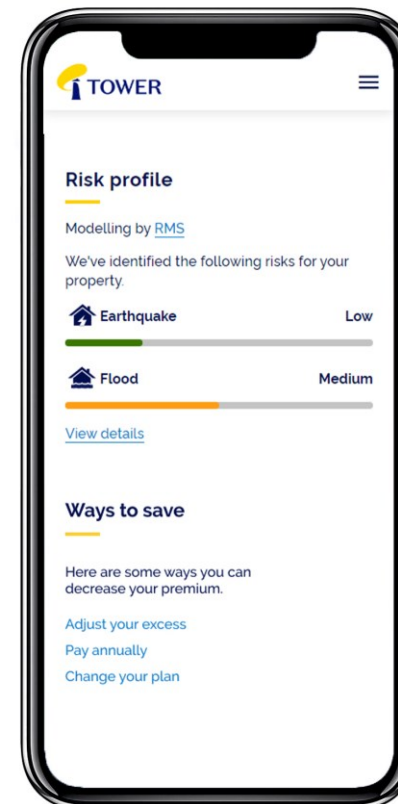 TOWER
Risk profile
Modelling by RMS
We've identified the following risks for your
property.
Earthquake Low
Flood Medium
View details
Ways to save
Here are some ways you can
decrease your premium.
Adjust your excess
Pay annually
Change your plan